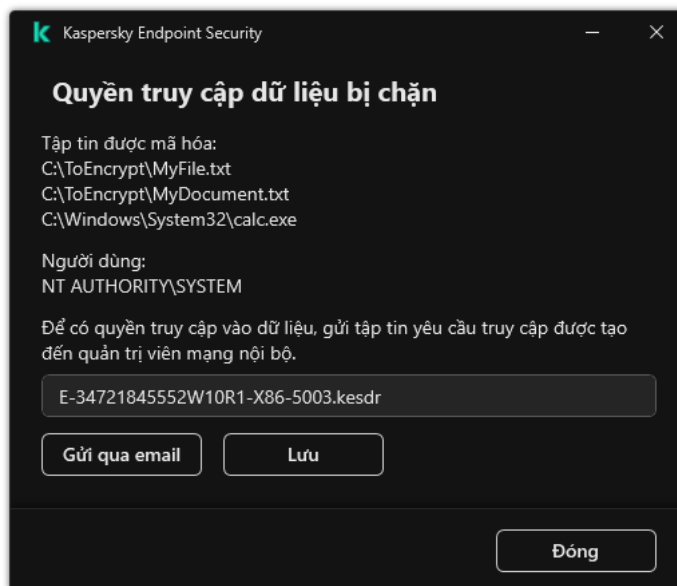 Kaspersky Endpoint Security
Quyền truy cập dữ liệu bị chặn
Tập tin được mã hóa:
C:\ToEncrypt\MyFile.txt
C:\ToEncrypt\MyDocument.txt
C:\Windows\System32\calc.exe
Người dùng:
NT AUTHORITY\SYSTEM
Để có quyền truy cập vào dữ liệu, gửi tập tin yêu cầu truy cập được tạo
đến quản trị viên mạng nội bộ.
E-34721845552W10R1-X86-5003.kesdr
Gửi qua email
Lưu
Đóng